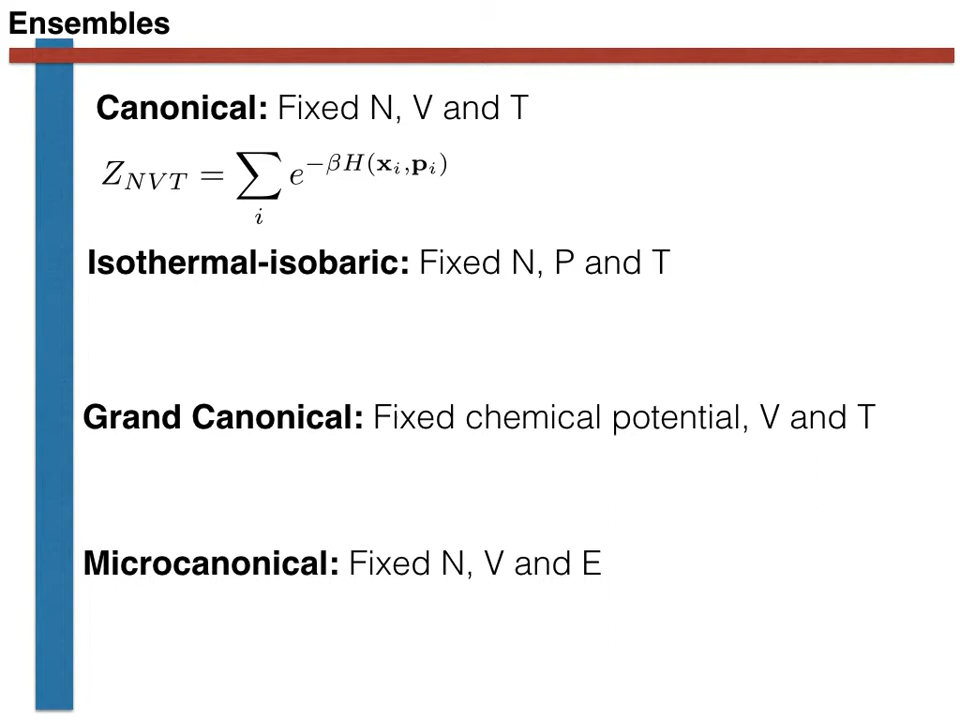 Ensembles
Canonical: Fixed N, V and T
$Z_{NVT} = \sum_{i} e^{-\beta H(\mathbf{x}_i, \mathbf{p}_i)}$
Isothermal-isobaric: Fixed N, P and T
Grand Canonical: Fixed chemical potential, V and T
Microcanonical: Fixed N, V and E